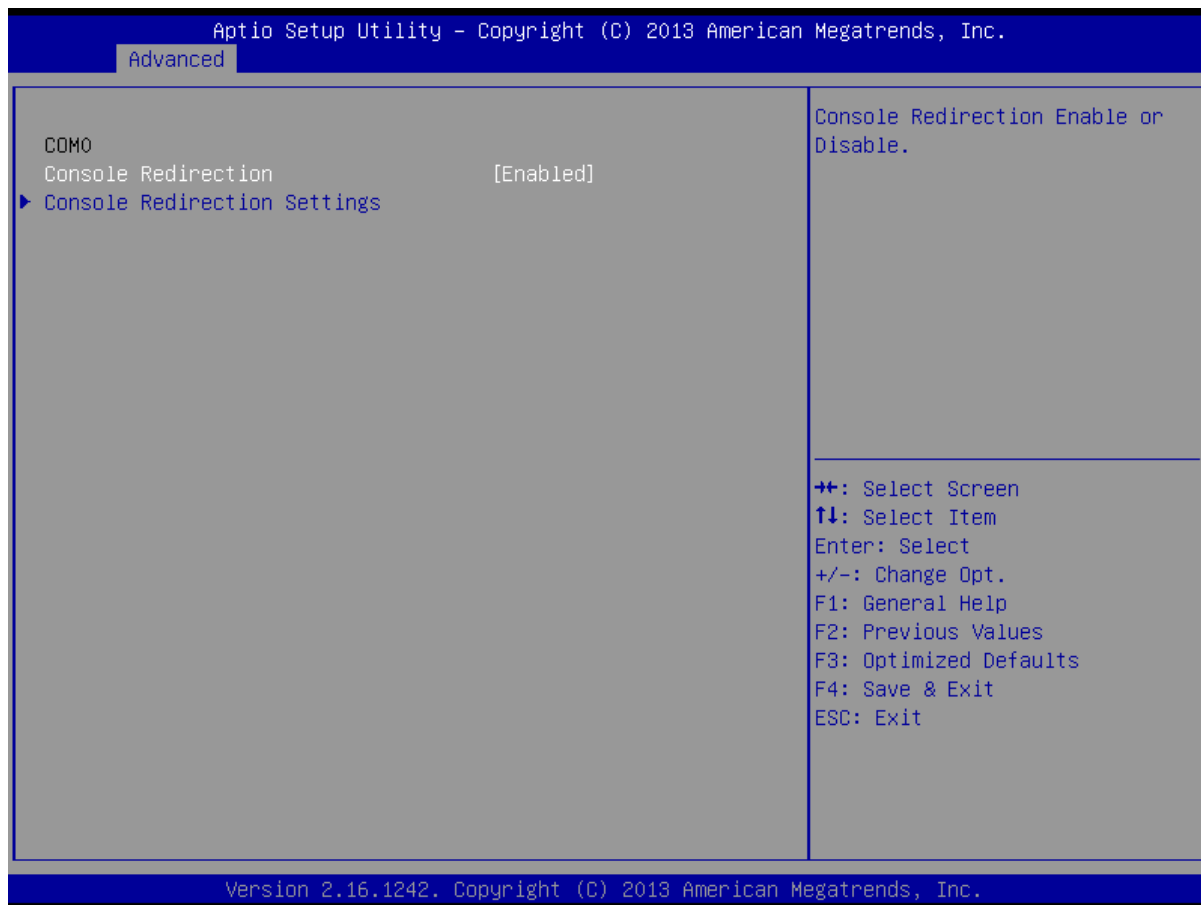 Aptio Setup Utility – Copyright (C) 2013 American Megatrends, Inc.
Advanced
COM0
Console Redirection [Enabled]
▶ Console Redirection Settings
Console Redirection Enable or
Disable.
→←: Select Screen
↑↓: Select Item
Enter: Select
+/-: Change Opt.
F1: General Help
F2: Previous Values
F3: Optimized Defaults
F4: Save & Exit
ESC: Exit
Version 2.16.1242. Copyright (C) 2013 American Megatrends, Inc.